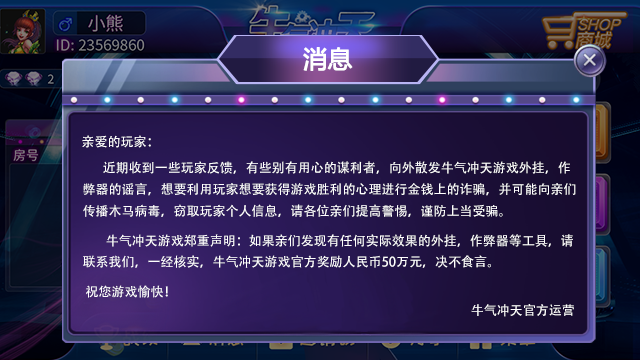 小熊
牛气冲天
SHOP
商城
ID: 23569860
消息
2
房号
亲爱的玩家：
近期收到一些玩家反馈，有些别有用心的谋利者，向外散发牛气冲天游戏外挂，作
弊器的谣言，想要利用玩家想要获得游戏胜利的心理进行金钱上的诈骗，并可能向亲们
传播木马病毒，窃取玩家个人信息，请各位亲们提高警惕，谨防上当受骗。
牛气冲天游戏郑重声明：如果亲们发现有任何实际效果的外挂，作弊器等工具，请
联系我们，一经核实，牛气冲天游戏官方奖励人民币50万元，决不食言。
祝您游戏愉快！
牛气冲天官方运营